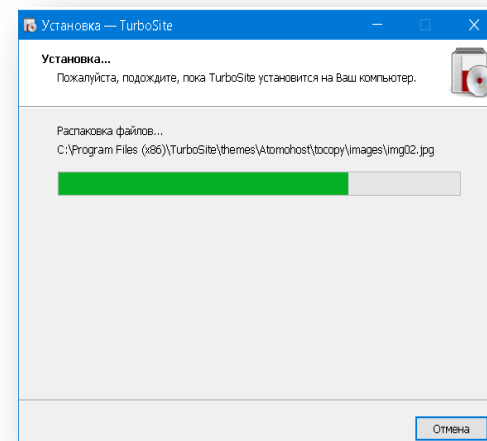 Установка — TurboSite
Установка...
Пожалуйста, подождите, пока TurboSite установится на Ваш компьютер.
Распаковка файлов...
C:\Program Files (x86)\TurboSite\themes\Atomohost\tocopy\images\img02.jpg
Отмена